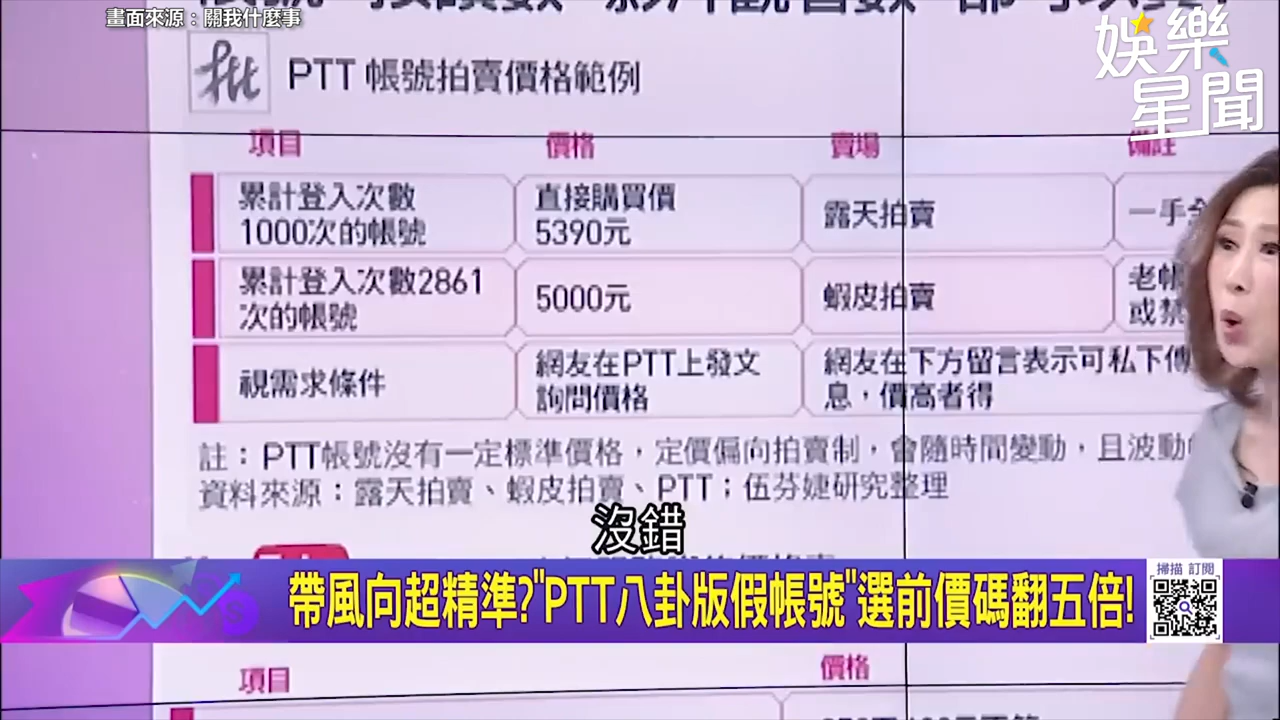 畫面來源：關我什麼事
娛樂
星聞
PTT 帳號拍賣價格範例
項目 價格 賣場 備註
累計登入次數
1000次的帳號
直接購買價
5390元
露天拍賣
一手
累計登入次數2861
次的帳號
5000元
蝦皮拍賣
老帳
或禁
視需求條件
網友在PTT上發文
詢問價格
網友在下方留言表示可私下傳
息，價高者得
註：PTT帳號沒有一定標準價格，定價偏向拍賣制，會隨時間變動，且波動
資料來源：露天拍賣、蝦皮拍賣、PTT；伍芬婕研究整理
沒錯
帶風向超精準?"PTT八卦版假帳號"選前價碼翻五倍!
掃描 訂閱
項目 價格